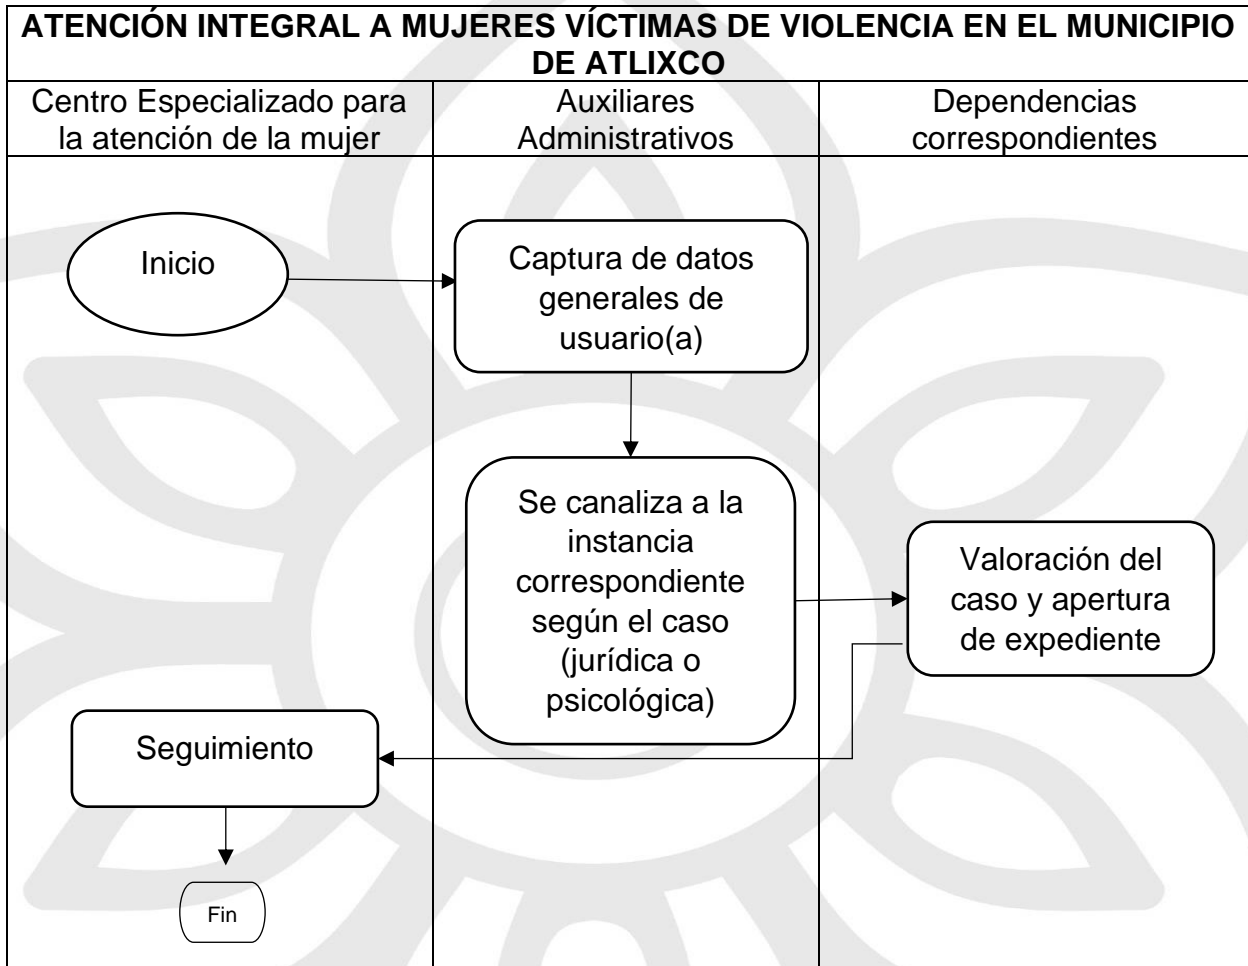 ATENCIÓN INTEGRAL A MUJERES VÍCTIMAS DE VIOLENCIA EN EL MUNICIPIO
DE ATLIXCO
Centro Especializado para
la atención de la mujer
Auxiliares
Administrativos
Dependencias
correspondientes
Inicio
Captura de datos
generales de
usuario(a)
Se canaliza a la
instancia
correspondiente
según el caso
(jurídica o
psicológica)
Valoración del
caso y apertura
de expediente
Seguimiento
Fin